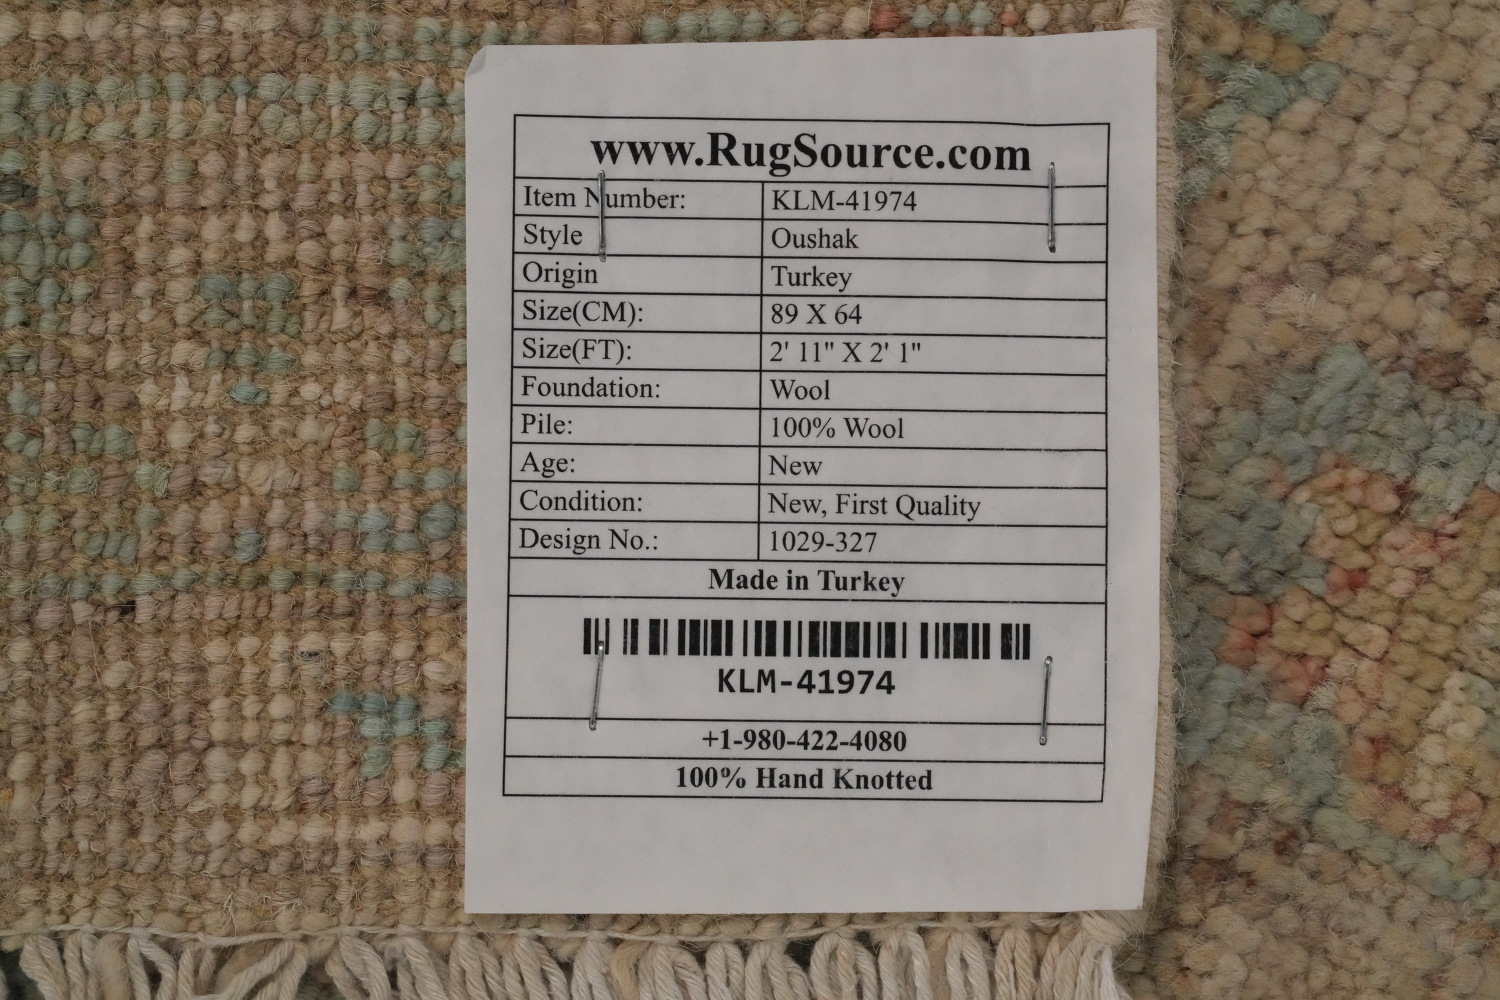 www.RugSource.com
Item Number: KLM-41974
Style Oushak
Origin Turkey
Size(CM): 89 X 64
Size(FT): 2' 11" X 2' 1"
Foundation: Wool
Pile: 100% Wool
Age: New
Condition: New, First Quality
Design No.: 1029-327
Made in Turkey
KLM-41974
+1-980-422-4080
100% Hand Knotted